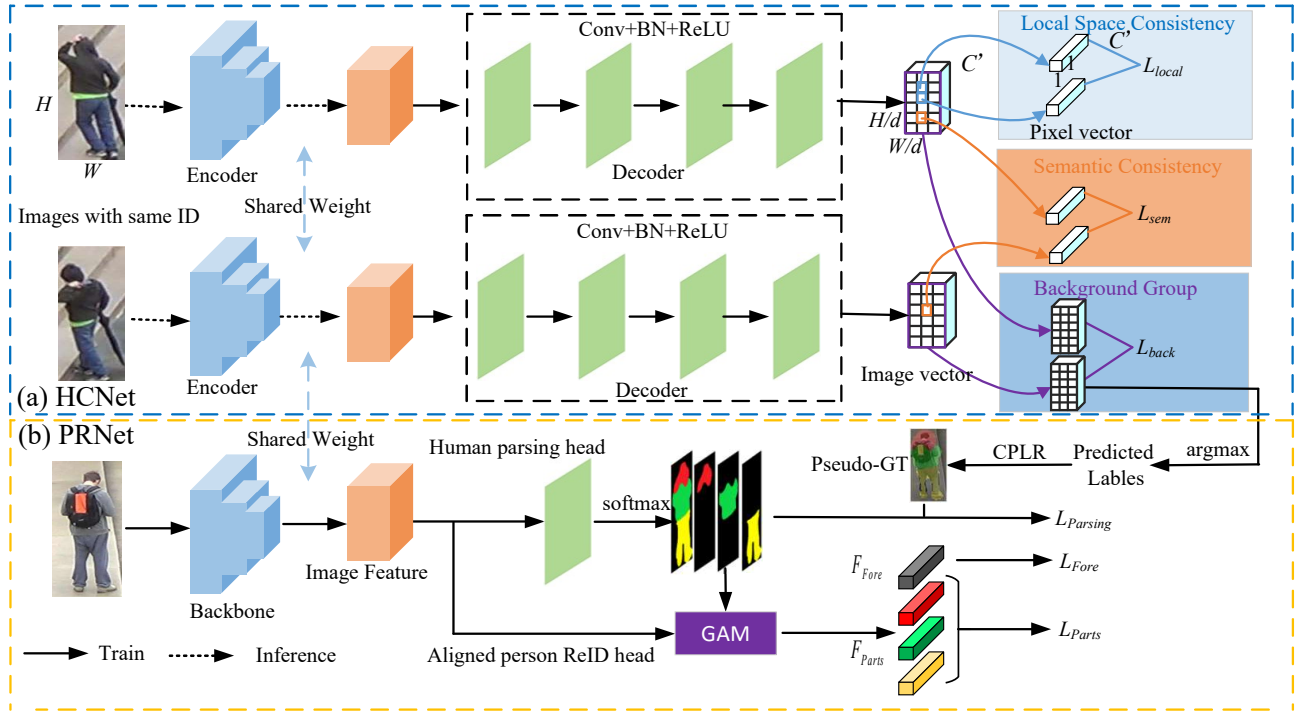 Conv+BN+ReLU
Local Space Consistency
C'
C'
L_local
1
1
H
H/d
Pixel vector
W/d
W
Encoder
Decoder
Semantic Consistency
Shared Weight
Images with same ID
L_sem
Conv+BN+ReLU
Background Group
L_back
Image vector
Encoder
Decoder
(a) HCNet
(b) PRNet
Shared Weight
Human parsing head
Pseudo-GT
CPLR
Predicted
Lables
argmax
softmax
L_Parsing
Image Feature
F_Fore
L_Fore
Backbone
GAM
L_Parts
F_Parts
Train
Inference
Aligned person ReID head